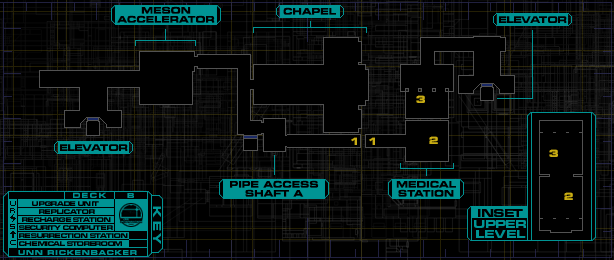 MESON
ACCELERATOR
CHAPEL
ELEVATOR
3
1
1
2
3
2
ELEVATOR
PIPE ACCESS
SHAFT A
MEDICAL
STATION
INSET
UPPER
LEVEL
DECK B
UPGRADE UNIT
REPLICATOR
RECHARGE STATION
SECURITY COMPUTER
RESURRECTION STATION
CHEMICAL STOREROOM
KEY
UNN RICKENBACKER